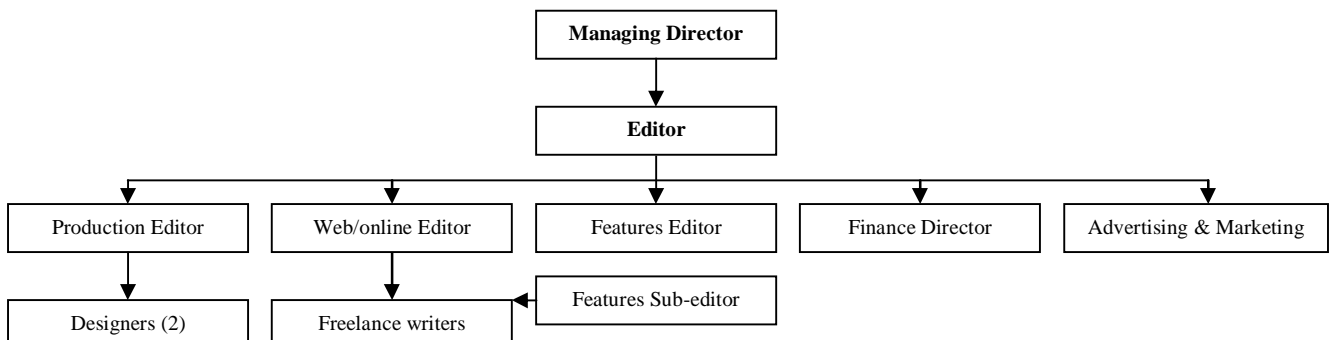 Managing Director
Editor
Production Editor
Web/online Editor
Features Editor
Finance Director
Advertising & Marketing
Designers (2)
Freelance writers
Features Sub-editor